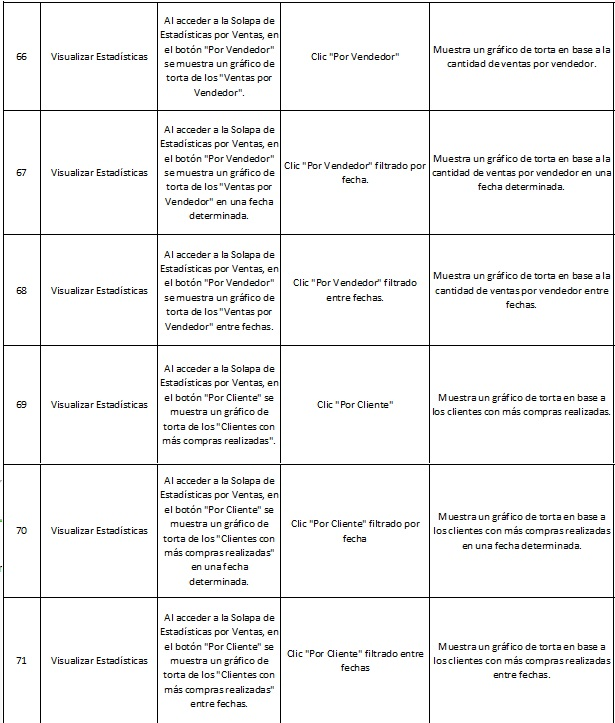 66
Visualizar Estadísticas
Al acceder a la Solapa de
Estadísticas por Ventas, en
el botón "Por Vendedor"
se muestra un gráfico de
torta de los "Ventas por
Vendedor".
Clic "Por Vendedor"
Muestra un gráfico de torta en base a la
cantidad de ventas por vendedor.
67
Visualizar Estadísticas
Al acceder a la Solapa de
Estadísticas por Ventas, en
el botón "Por Vendedor"
se muestra un gráfico de
torta de los "Ventas por
Vendedor" en una fecha
determinada.
Clic "Por Vendedor" filtrado por
fecha.
Muestra un gráfico de torta en base a la
cantidad de ventas por vendedor en una
fecha determinada.
68
Visualizar Estadísticas
Al acceder a la Solapa de
Estadísticas por Ventas, en
el botón "Por Vendedor"
se muestra un gráfico de
torta de los "Ventas por
Vendedor" entre fechas.
Clic "Por Vendedor" filtrado
entre fechas.
Muestra un gráfico de torta en base a la
cantidad de ventas por vendedor entre
fechas.
69
Visualizar Estadísticas
Al acceder a la Solapa de
Estadísticas por Ventas, en
el botón "Por Cliente" se
muestra un gráfico de
torta de los "Clientes con
más compras realizadas".
Clic "Por Cliente"
Muestra un gráfico de torta en base a
los clientes con más compras realizadas.
70
Visualizar Estadísticas
Al acceder a la Solapa de
Estadísticas por Ventas, en
el botón "Por Cliente" se
muestra un gráfico de
torta de los "Clientes con
más compras realizadas"
en una fecha
determinada.
Clic "Por Cliente" filtrado por
fecha
Muestra un gráfico de torta en base a
los clientes con más compras realizadas
en una fecha determinada.
71
Visualizar Estadísticas
Al acceder a la Solapa de
Estadísticas por Ventas, en
el botón "Por Cliente" se
muestra un gráfico de
torta de los "Clientes con
más compras realizadas"
entre fechas.
Clic "Por Cliente" filtrado entre
fechas
Muestra un gráfico de torta en base a
los clientes con más compras realizadas
entre fechas.